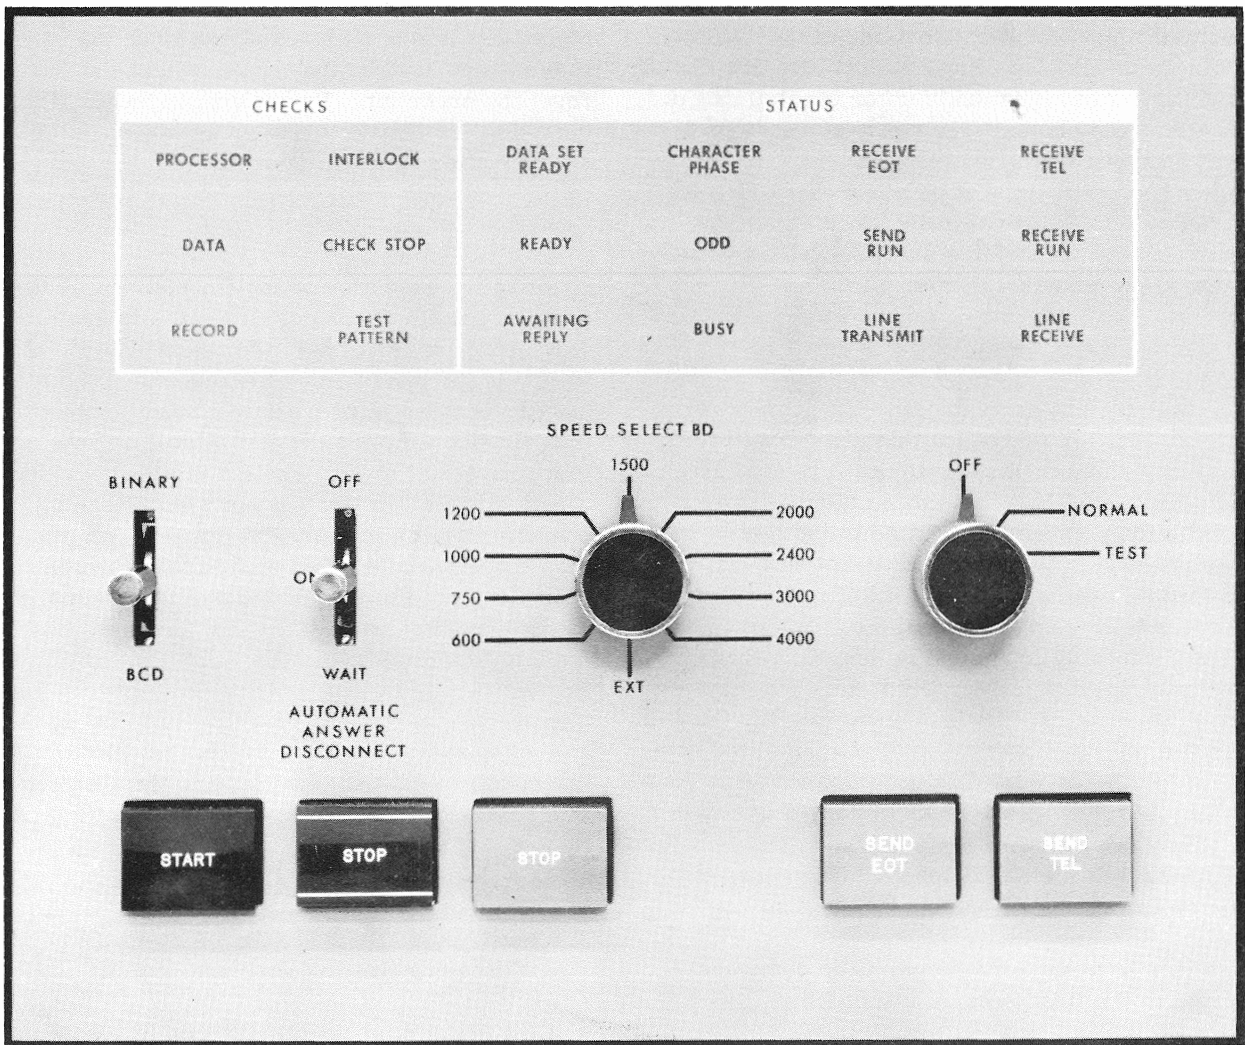 CHECKS
STATUS
PROCESSOR
INTERLOCK
DATA SET
READY
CHARACTER
PHASE
RECEIVE
EOT
RECEIVE
TEL
DATA
CHECK STOP
READY
ODD
SEND
RUN
RECEIVE
RUN
RECORD
TEST
PATTERN
AWAITING
REPLY
BUSY
LINE
TRANSMIT
LINE
RECEIVE
BINARY
BCD
OFF
ON
WAIT
AUTOMATIC
ANSWER
DISCONNECT
SPEED SELECT BD
1500
1200
2000
1000
2400
750
3000
600
4000
EXT
OFF
NORMAL
TEST
START
STOP
STOP
SEND
EOT
SEND
TEL